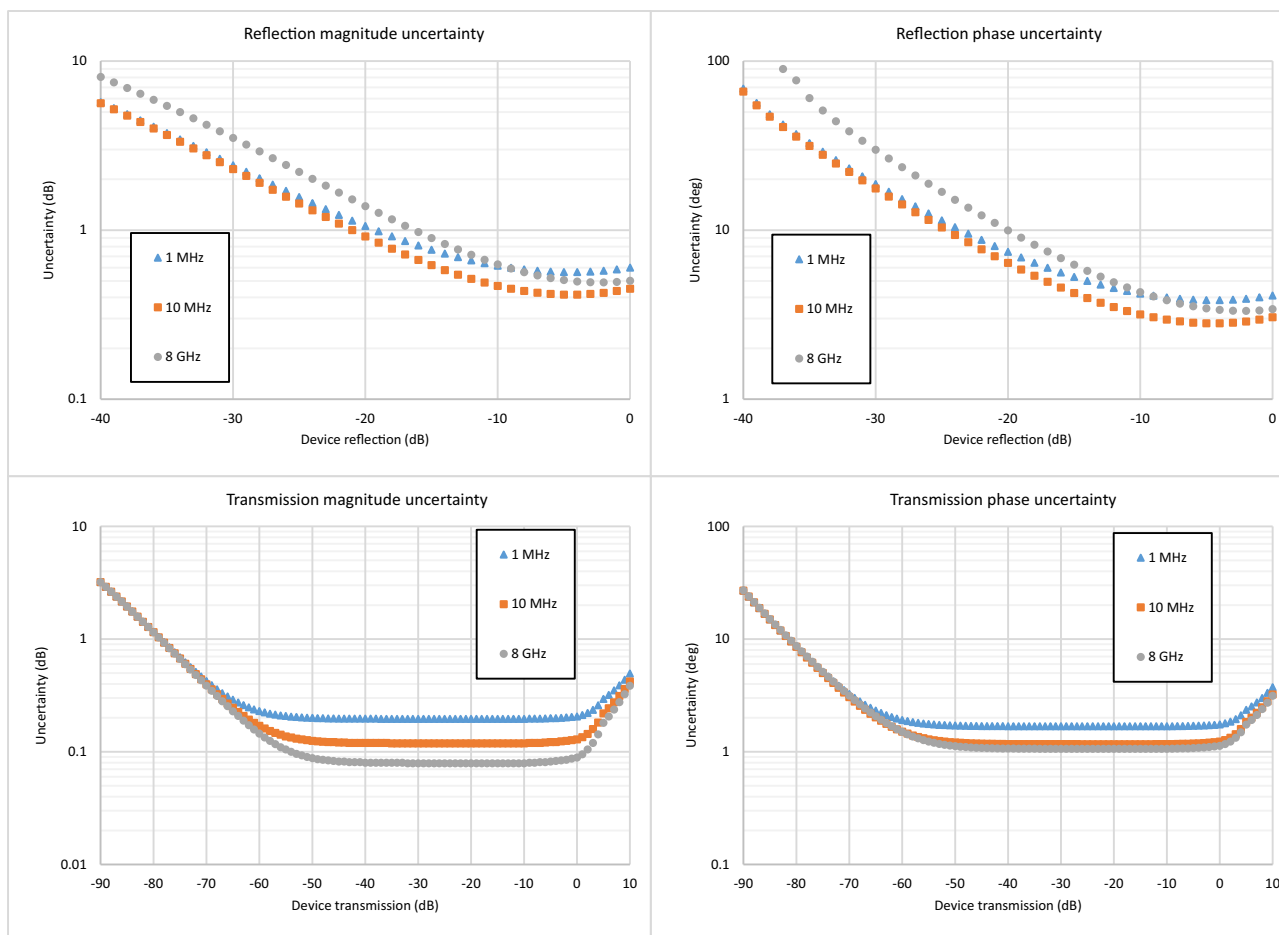 Reflection magnitude uncertainty
10
1
0.1
Uncertainty (dB)
1 MHz
10 MHz
8 GHz
-40 -30 -20 -10 0
Device reflection (dB)
Reflection phase uncertainty
100
10
1
Uncertainty (deg)
1 MHz
10 MHz
8 GHz
-40 -30 -20 -10 0
Device reflection (dB)
Transmission magnitude uncertainty
10
1
0.1
0.01
Uncertainty (dB)
1 MHz
10 MHz
8 GHz
-90 -80 -70 -60 -50 -40 -30 -20 -10 0 10
Device transmission (dB)
Transmission phase uncertainty
100
10
1
0.1
Uncertainty (deg)
1 MHz
10 MHz
8 GHz
-90 -80 -70 -60 -50 -40 -30 -20 -10 0 10
Device transmission (dB)